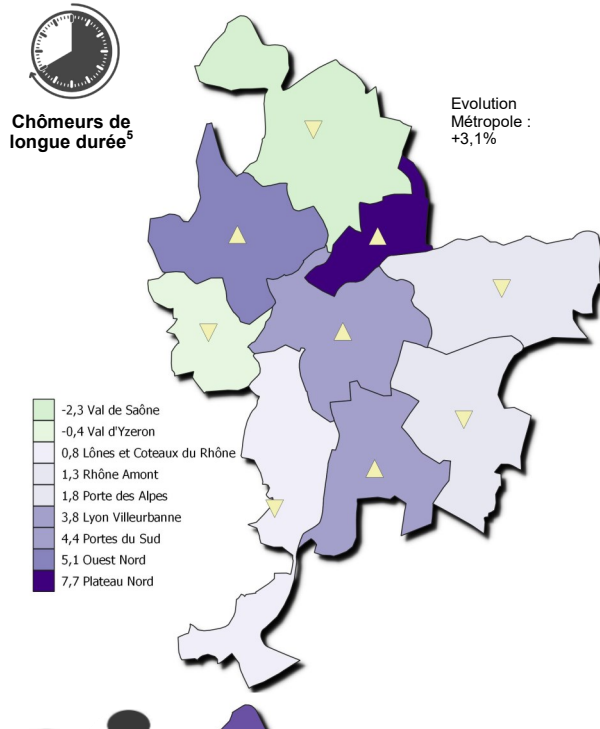 Chômeurs de
longue durée5
Evolution
Métropole :
+3,1%
-2,3 Val de Saône
-0,4 Val d'Yzeron
0,8 Lônes et Coteaux du Rhône
1,3 Rhône Amont
1,8 Porte des Alpes
3,8 Lyon Villeurbanne
4,4 Portes du Sud
5,1 Ouest Nord
7,7 Plateau Nord